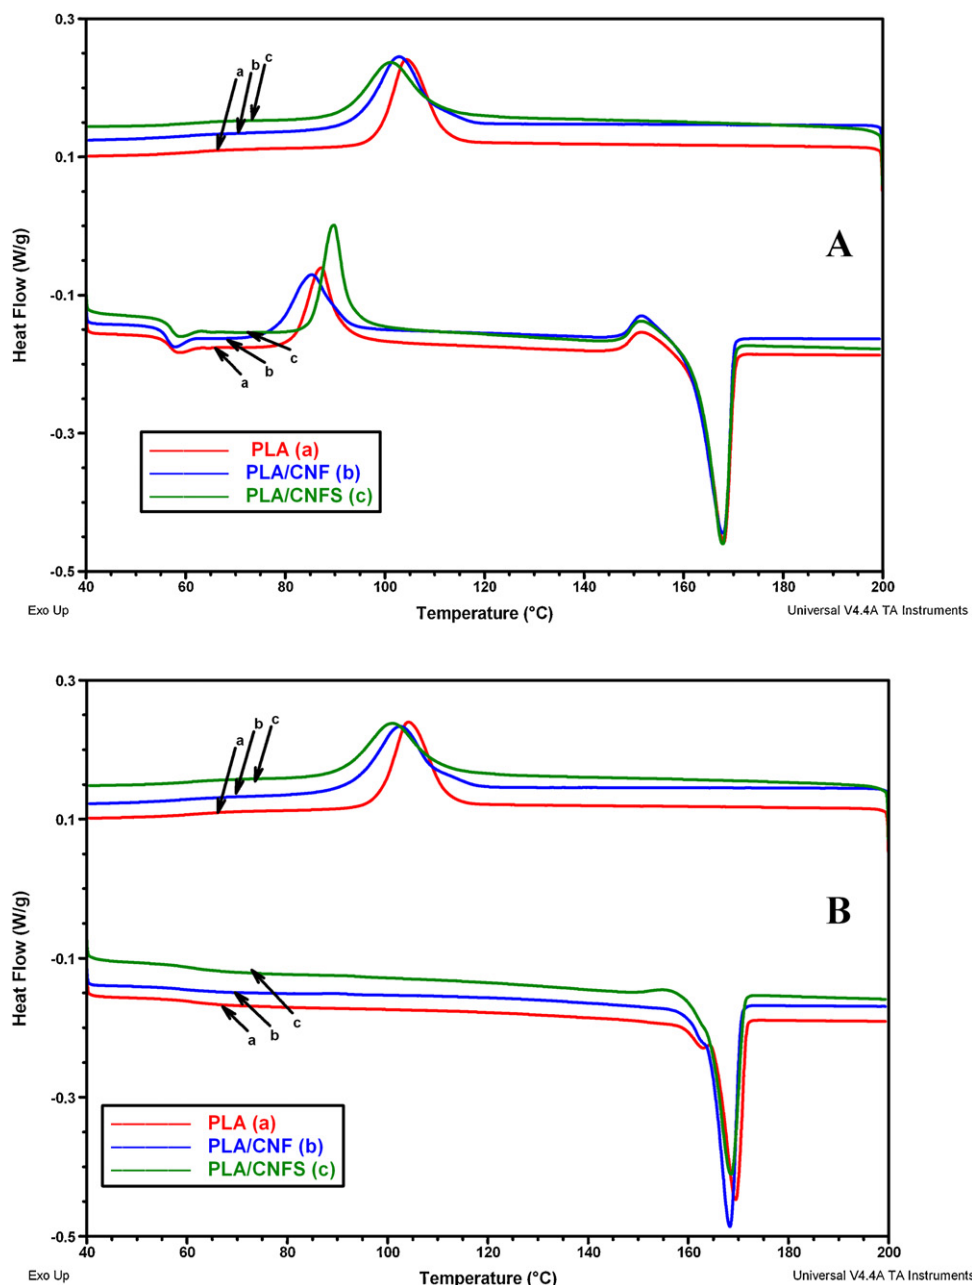 0.3
0.1
-0.1
-0.3
-0.5
Heat Flow (W/g)
a b c
A
a b c
PLA (a)
PLA/CNF (b)
PLA/CNFS (c)
40 60 80 100 120 140 160 180 200
Exo Up Temperature (°C) Universal V4.4A TA Instruments
0.3
0.1
-0.1
-0.3
-0.5
Heat Flow (W/g)
a b c
B
a b c
PLA (a)
PLA/CNF (b)
PLA/CNFS (c)
40 60 80 100 120 140 160 180 200
Exo Up Temperature (°C) Universal V4.4A TA Instruments